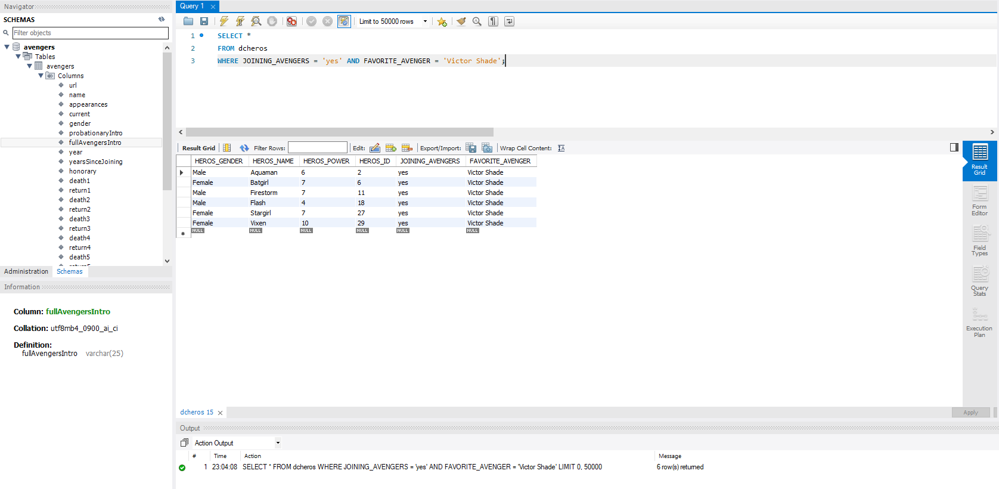 Navigator
SCHEMAS
Filter objects
avengers
Tables
avengers
Columns
url
name
appearances
current
gender
probationaryIntro
fullAvengersIntro
year
yearsSinceJoining
honorary
death1
return1
death2
return2
death3
return3
death4
return4
death5
Administration Schemas
Information
Column: fullAvengersIntro
Collation: utf8mb4_0900_ai_ci
Definition:
fullAvengersIntro varchar(25)
Query 1
Limit to 50000 rows
1 SELECT *
2 FROM dcheros
3 WHERE JOINING_AVENGERS = 'yes' AND FAVORITE_AVENGER = 'Victor Shade';
Result Grid Filter Rows: Edit: Export/Import: Wrap Cell Content:
HEROS_GENDER HEROS_NAME HEROS_POWER HEROS_ID JOINING_AVENGERS FAVORITE_AVENGER
Male Aquaman 6 2 yes Victor Shade
Female Batgirl 7 6 yes Victor Shade
Male Firestorm 7 11 yes Victor Shade
Male Flash 4 18 yes Victor Shade
Female Stargirl 7 27 yes Victor Shade
Female Vixen 10 29 yes Victor Shade
NULL NULL NULL NULL NULL NULL
Result
Grid
Form
Editor
Field
Types
Query
Stats
Execution
Plan
dcheros 15
Apply
Output
Action Output
# Time Action Message
1 23:04:08 SELECT * FROM dcheros WHERE JOINING_AVENGERS = 'yes' AND FAVORITE_AVENGER = 'Victor Shade' LIMIT 0, 50000 6 row(s) returned